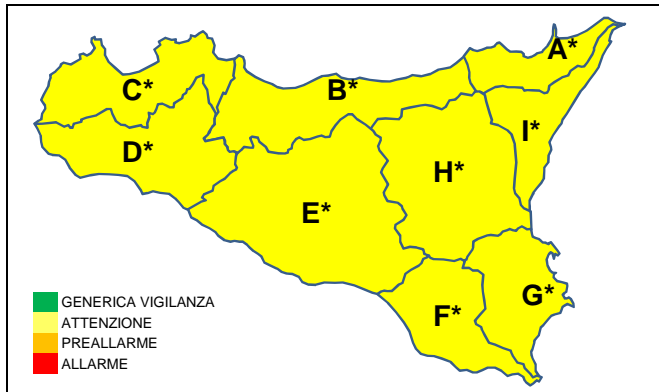 A*
C*
B*
I*
D*
H*
E*
G*
F*
GENERICA VIGILANZA
ATTENZIONE
PREALLARME
ALLARME